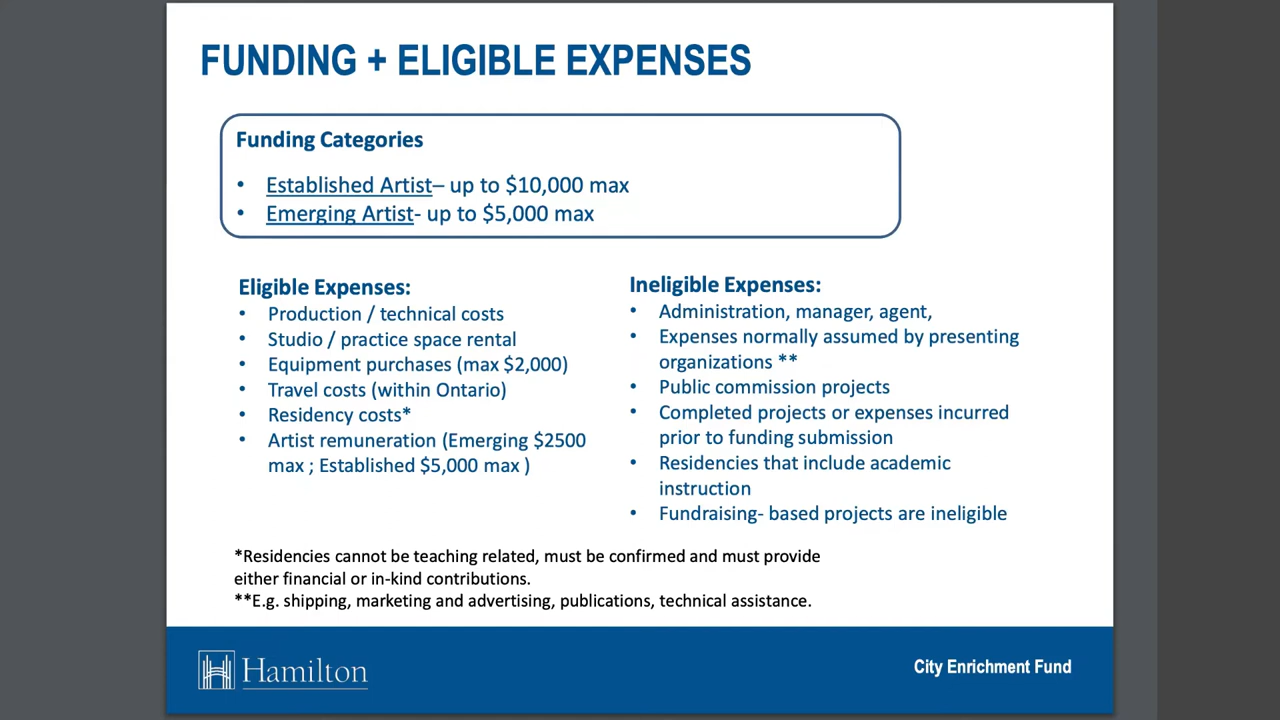 FUNDING + ELIGIBLE EXPENSES
Funding Categories
• Established Artist– up to $10,000 max
• Emerging Artist- up to $5,000 max
Eligible Expenses:
• Production / technical costs
• Studio / practice space rental
• Equipment purchases (max $2,000)
• Travel costs (within Ontario)
• Residency costs*
• Artist remuneration (Emerging $2500
max ; Established $5,000 max )
Ineligible Expenses:
• Administration, manager, agent,
• Expenses normally assumed by presenting
organizations **
• Public commission projects
• Completed projects or expenses incurred
prior to funding submission
• Residencies that include academic
instruction
• Fundraising- based projects are ineligible
*Residencies cannot be teaching related, must be confirmed and must provide
either financial or in-kind contributions.
**E.g. shipping, marketing and advertising, publications, technical assistance.
Hamilton
City Enrichment Fund